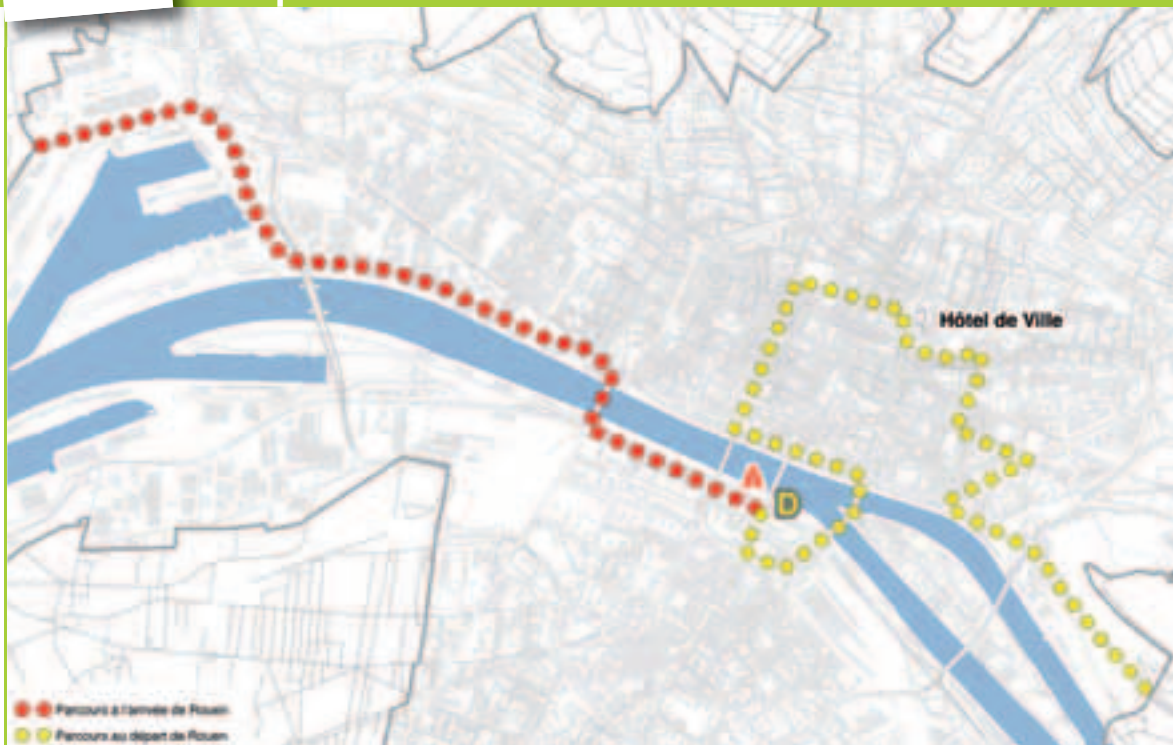 Hôtel de Ville
A
D
Parcours à l'arrivée de Rouen
Parcours au départ de Rouen